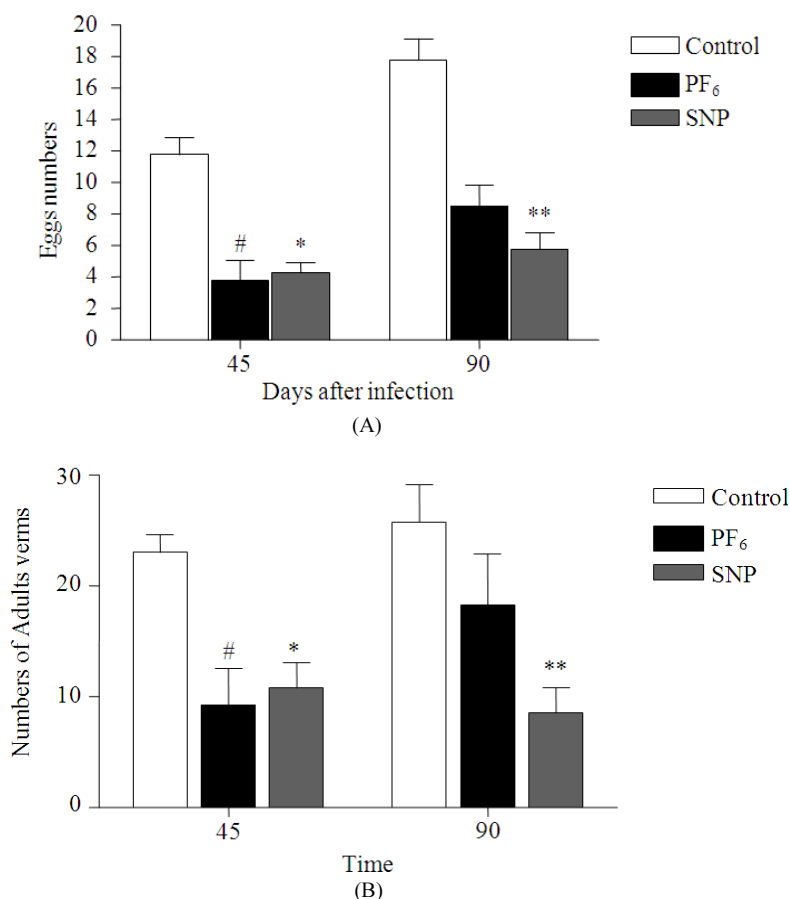 20
18
16
14
12
10
8
6
4
2
0
Eggs numbers
#
*
**
45
90
Days after infection
(A)
Control
PF₆
SNP
30
20
10
0
Numbers of Adults verms
#
*
**
45
90
Time
(B)
Control
PF₆
SNP